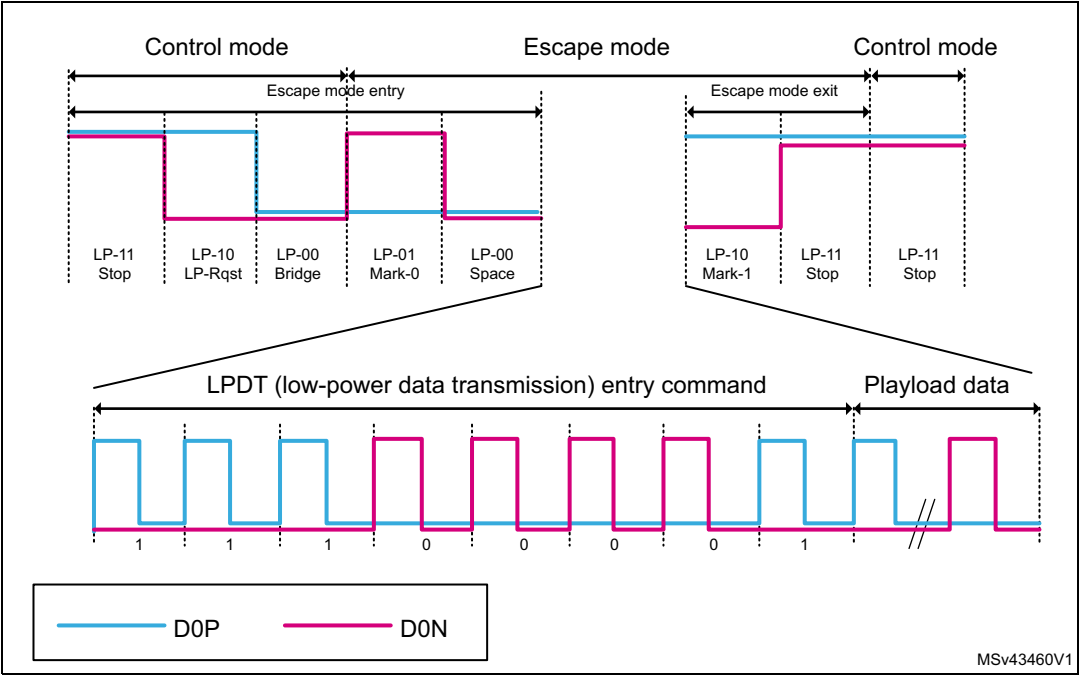 Control mode
Escape mode
Control mode
Escape mode entry
Escape mode exit
LP-11
Stop
LP-10
LP-Rqst
LP-00
Bridge
LP-01
Mark-0
LP-00
Space
LP-10
Mark-1
LP-11
Stop
LP-11
Stop
LPDT (low-power data transmission) entry command
Playload data
1 1 1 0 0 0 0 1
D0P
D0N
MSv43460V1